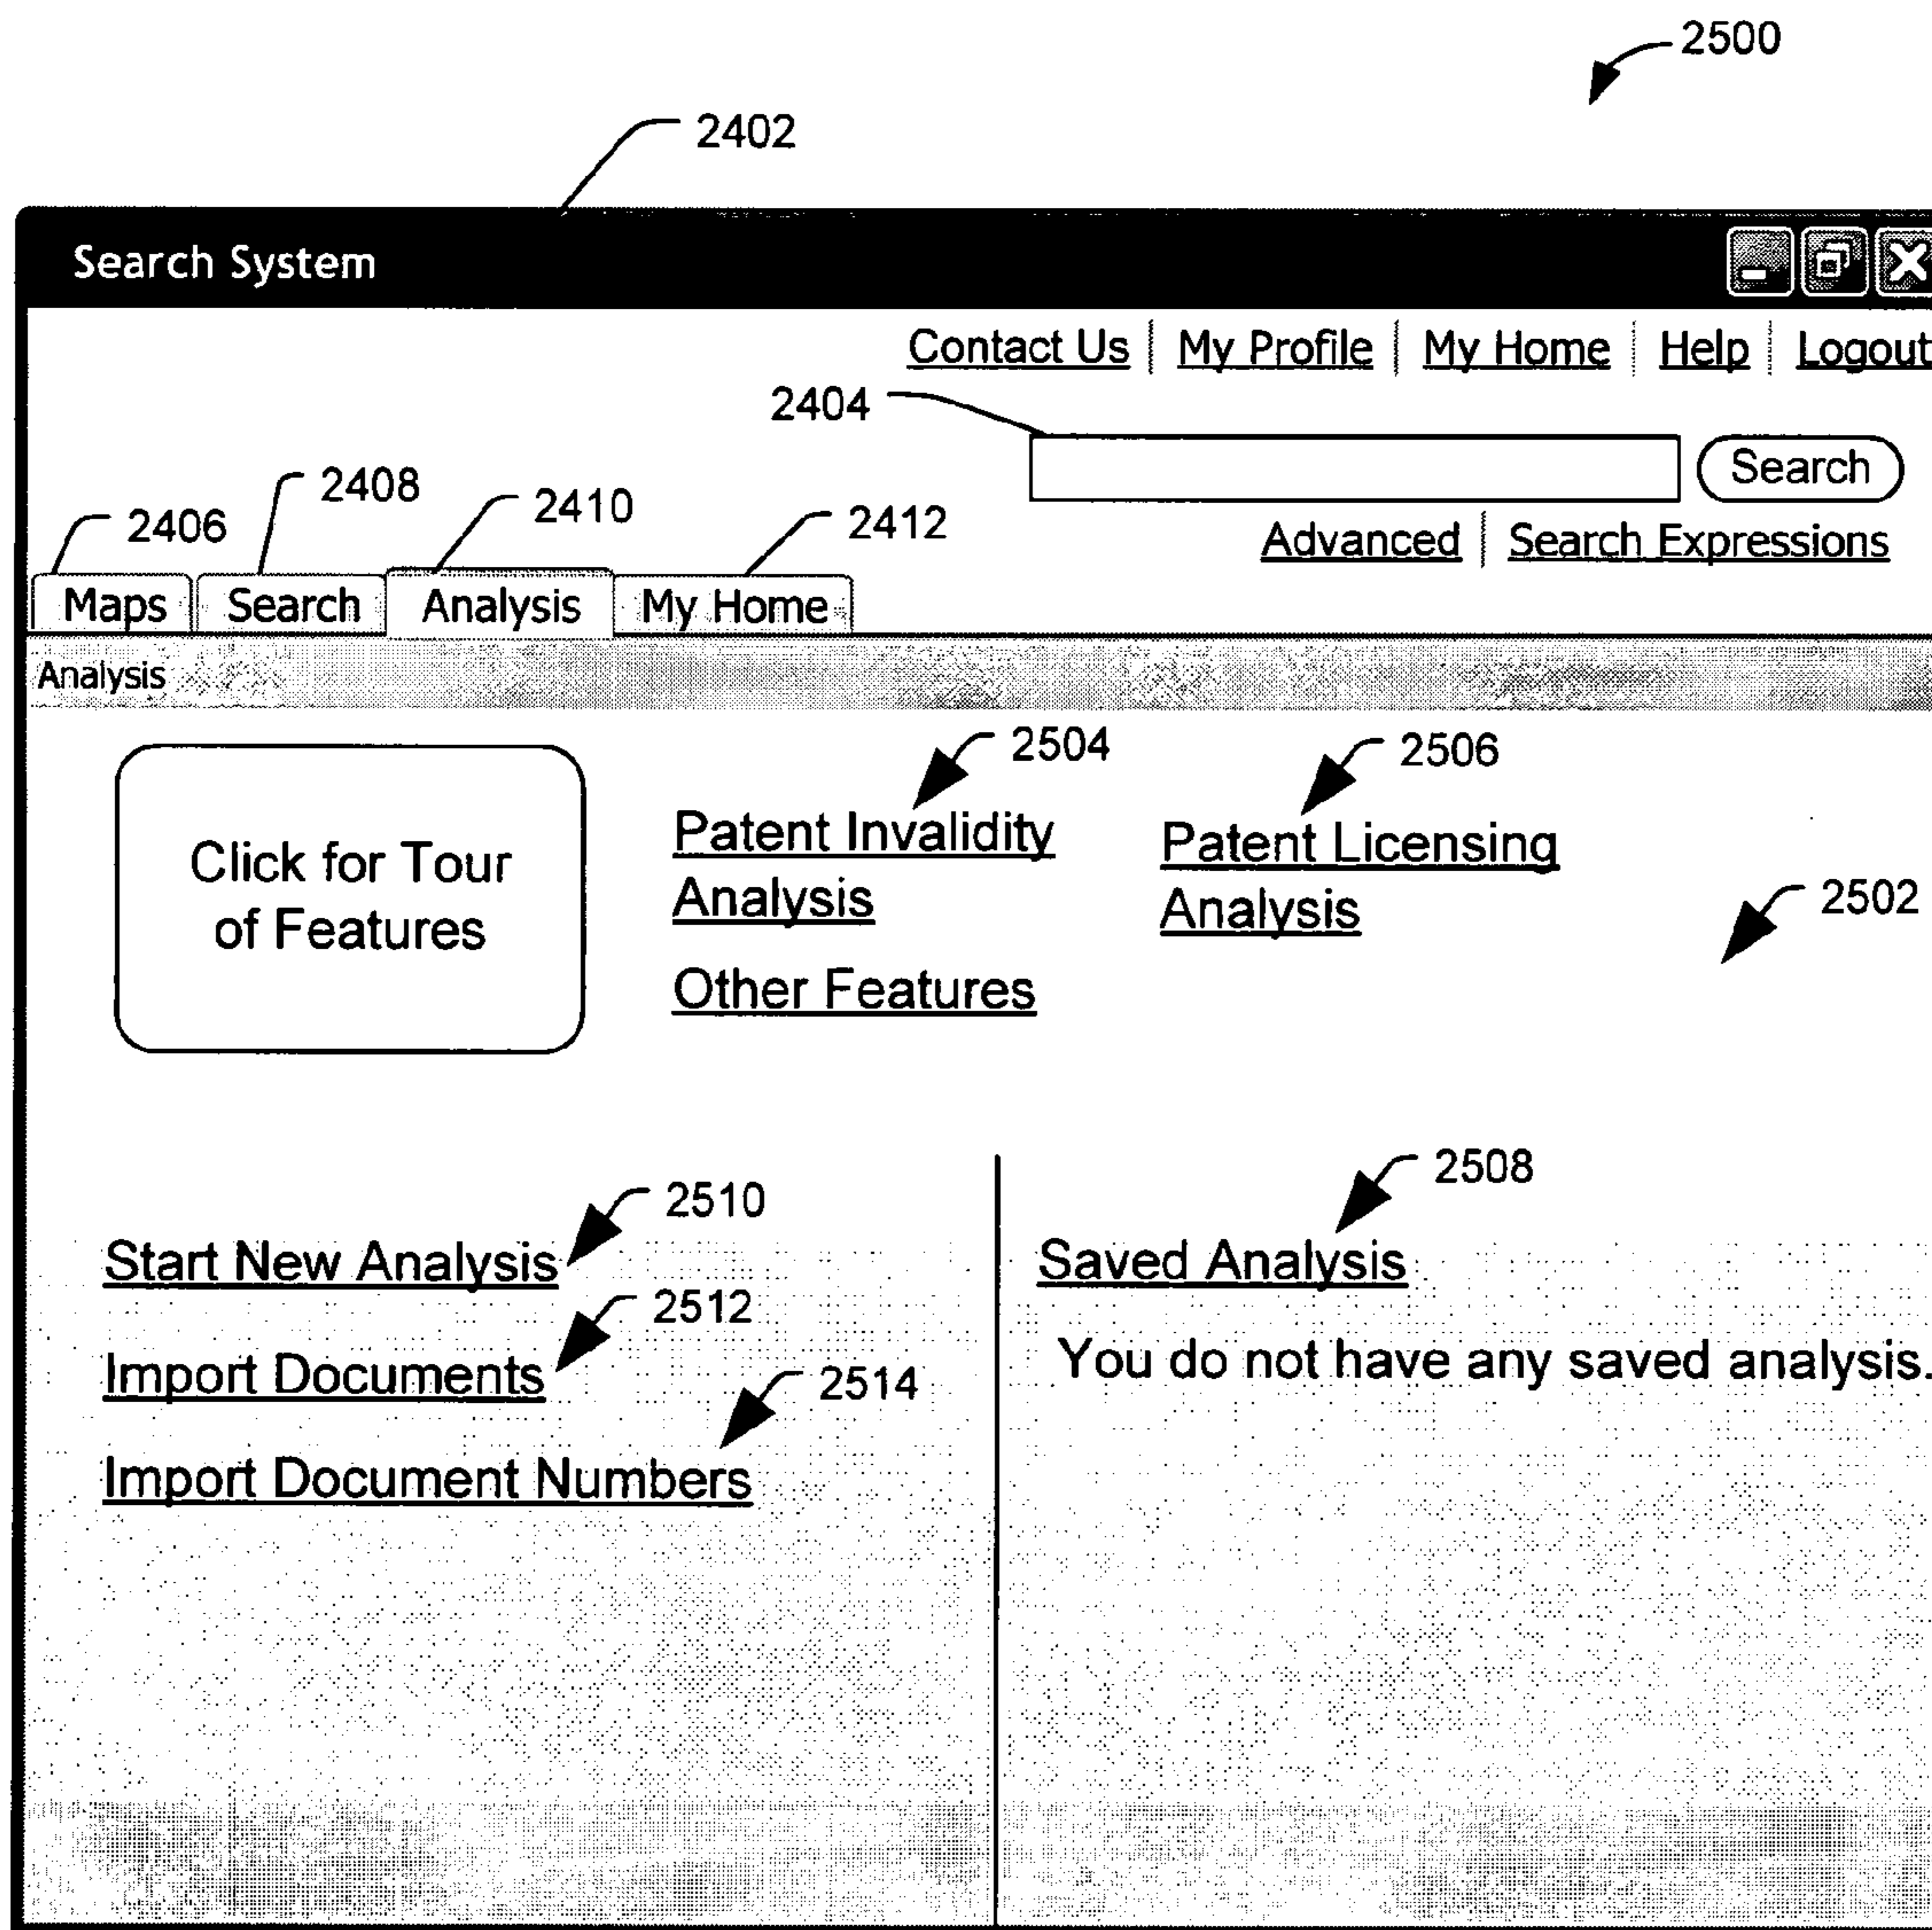 2500
2402
Search System
Contact Us My Profile My Home Help Logout
2404
Search
2406 2408 2410 2412
Advanced Search Expressions
Maps Search Analysis My Home
Analysis
2504 2506
Click for Tour
of Features
Patent Invalidity
Analysis
Patent Licensing
Analysis
2502
Other Features
2510 2508
Start New Analysis
Saved Analysis
2512
Import Documents
You do not have any saved analysis.
2514
Import Document Numbers